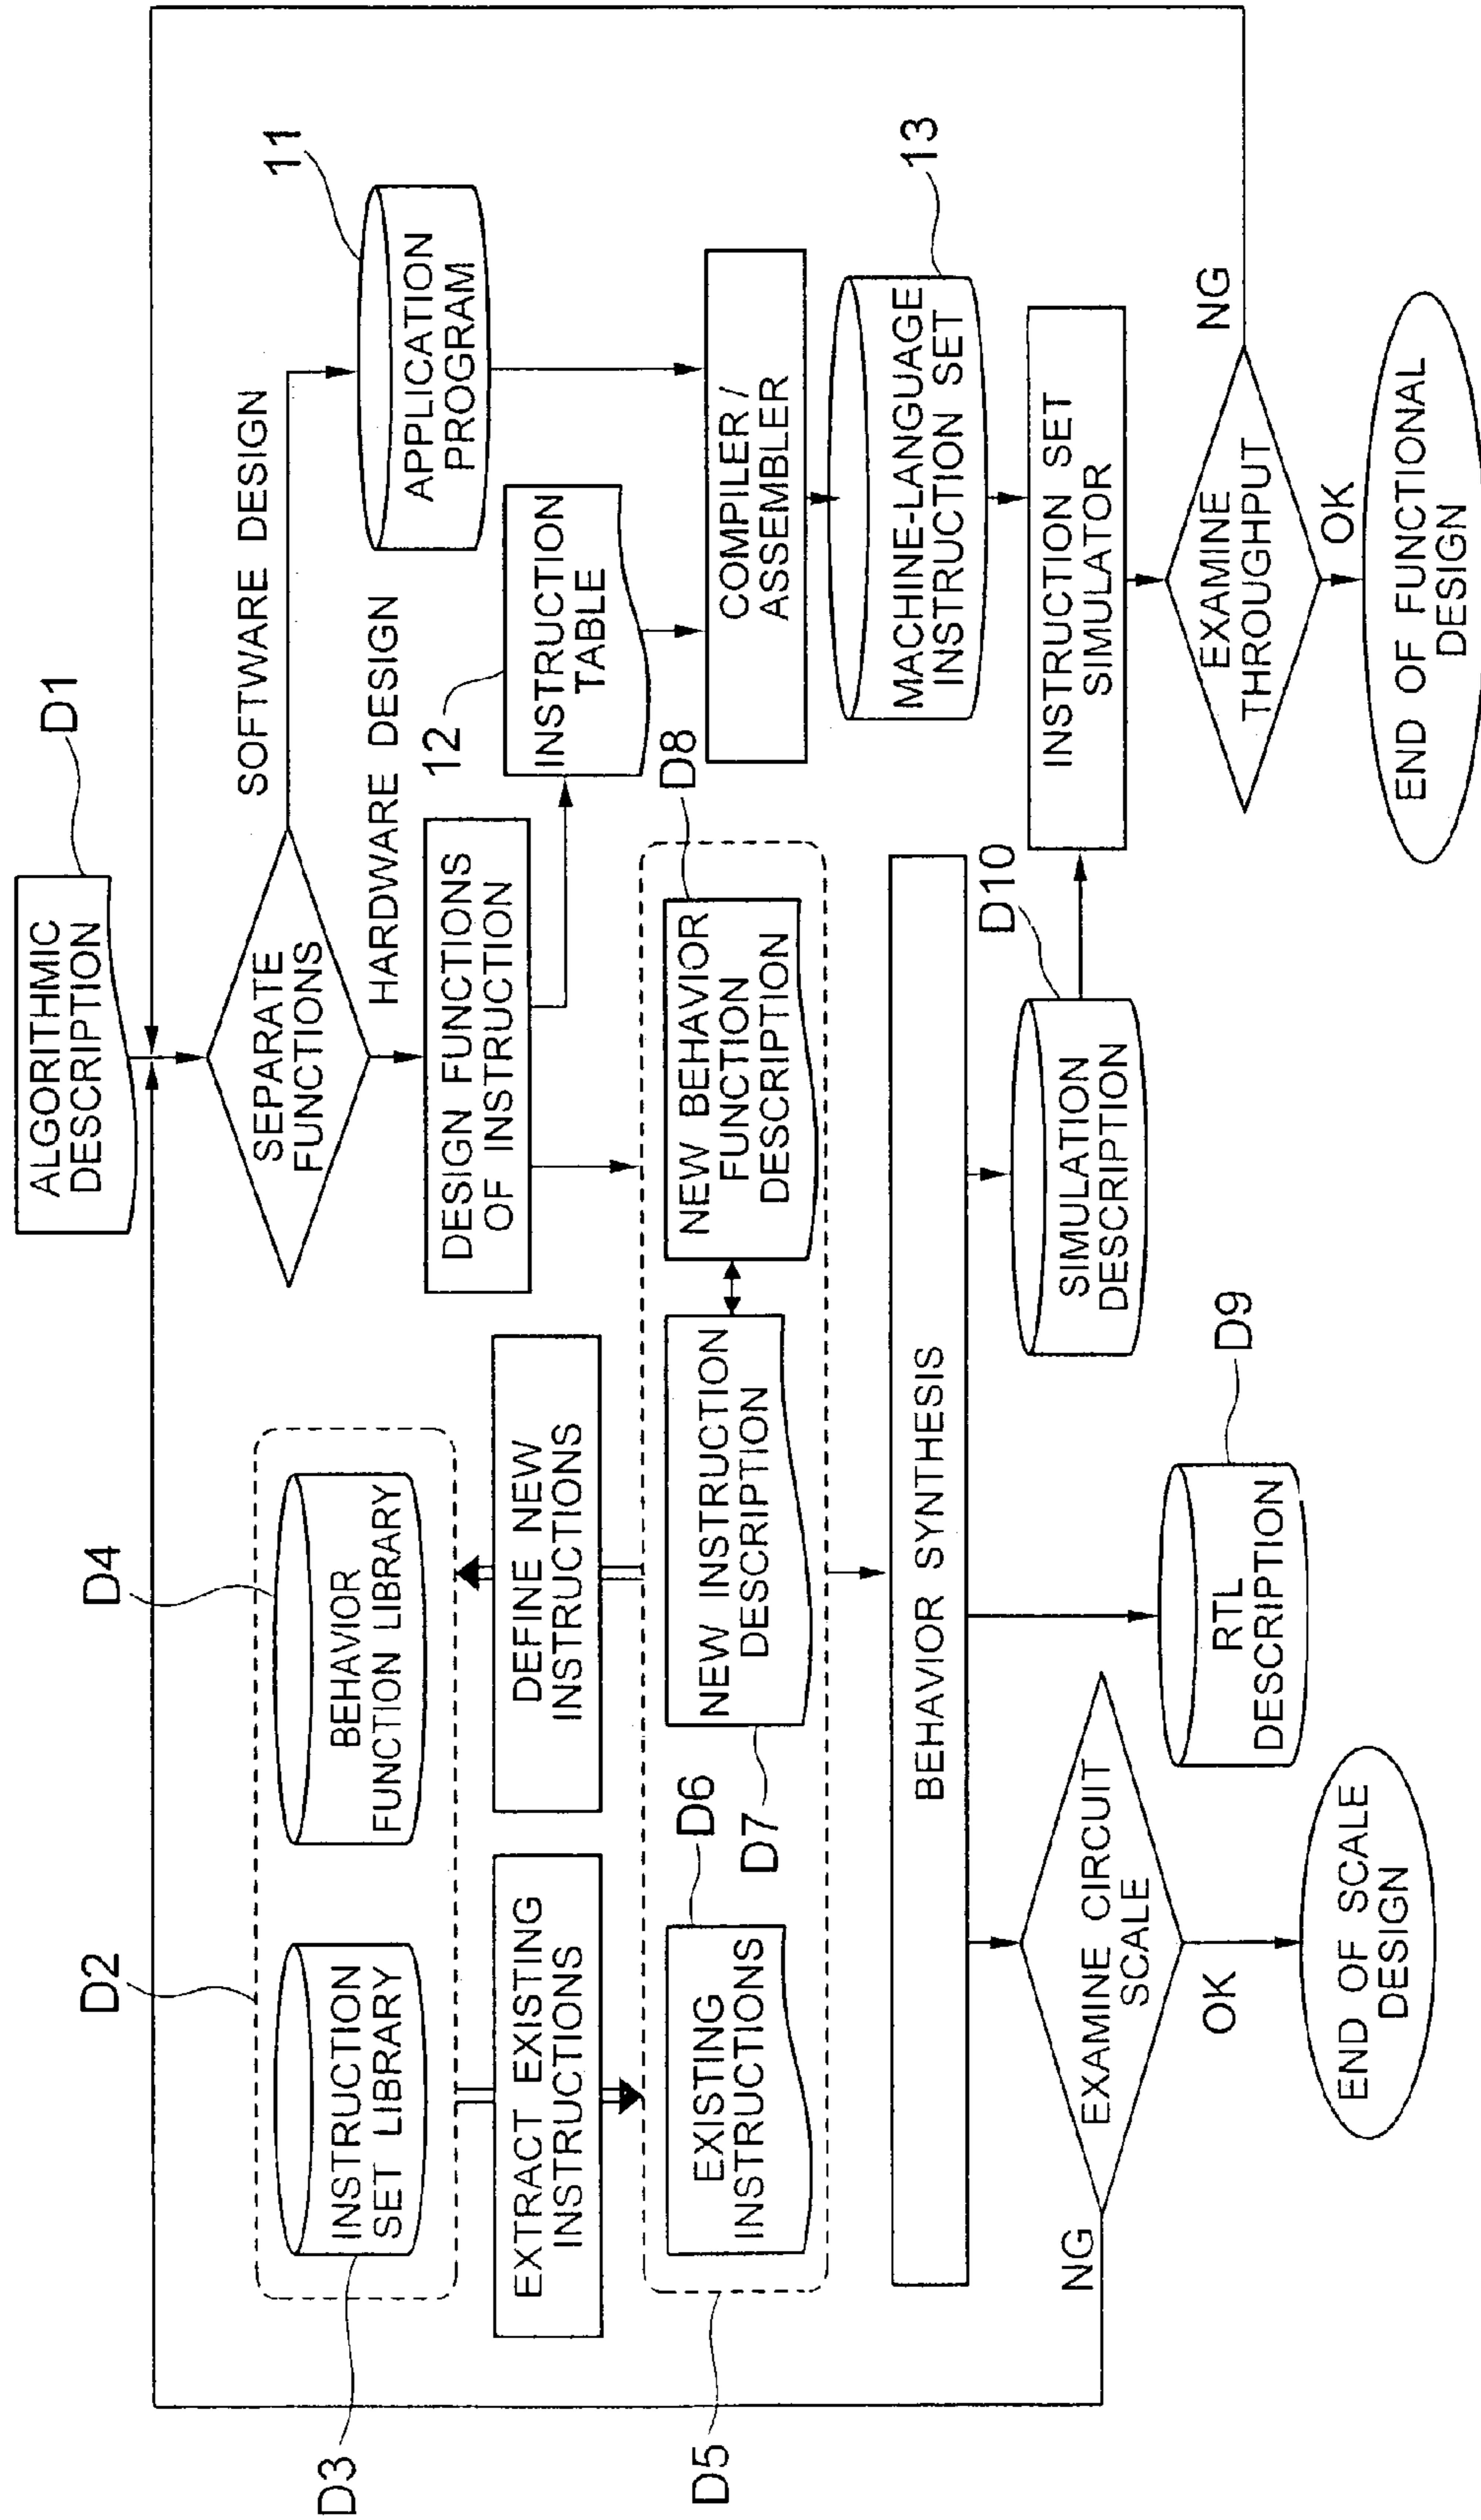 D1
ALGORITHMIC
DESCRIPTION
SEPARATE
FUNCTIONS
SOFTWARE DESIGN
HARDWARE DESIGN
11
APPLICATION
PROGRAM
DESIGN FUNCTIONS
OF INSTRUCTION
12
INSTRUCTION
TABLE
D2
D3
INSTRUCTION
SET LIBRARY
D4
BEHAVIOR
FUNCTION LIBRARY
EXTRACT EXISTING
INSTRUCTIONS
DEFINE NEW
INSTRUCTIONS
D5
D6
EXISTING
INSTRUCTIONS
D7
NEW INSTRUCTION
DESCRIPTION
D8
NEW BEHAVIOR
FUNCTION
DESCRIPTION
COMPILER /
ASSEMBLER
13
MACHINE-LANGUAGE
INSTRUCTION SET
BEHAVIOR SYNTHESIS
D10
SIMULATION
DESCRIPTION
INSTRUCTION SET
SIMULATOR
NG
EXAMINE CIRCUIT
SCALE
OK
D9
RTL
DESCRIPTION
EXAMINE
THROUGHPUT
NG
OK
END OF SCALE
DESIGN
END OF FUNCTIONAL
DESIGN